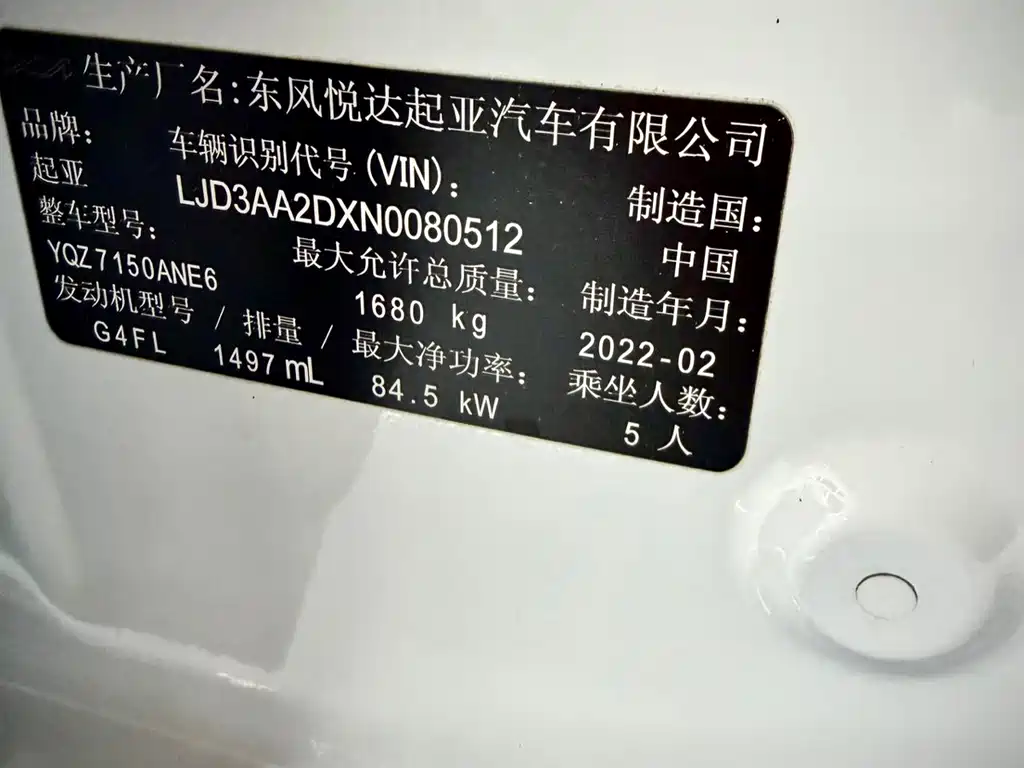 生产厂名：东风悦达起亚汽车有限公司
品牌： 车辆识别代号 (VIN)： 制造国：
起亚 LJD3AA2DXN0080512 中国
整车型号： 最大允许总质量： 制造年月：
YQZ7150ANE6 1680 kg 2022-02
发动机型号 / 排量 / 最大净功率： 乘坐人数：
G4FL 1497 mL 84.5 kW 5 人